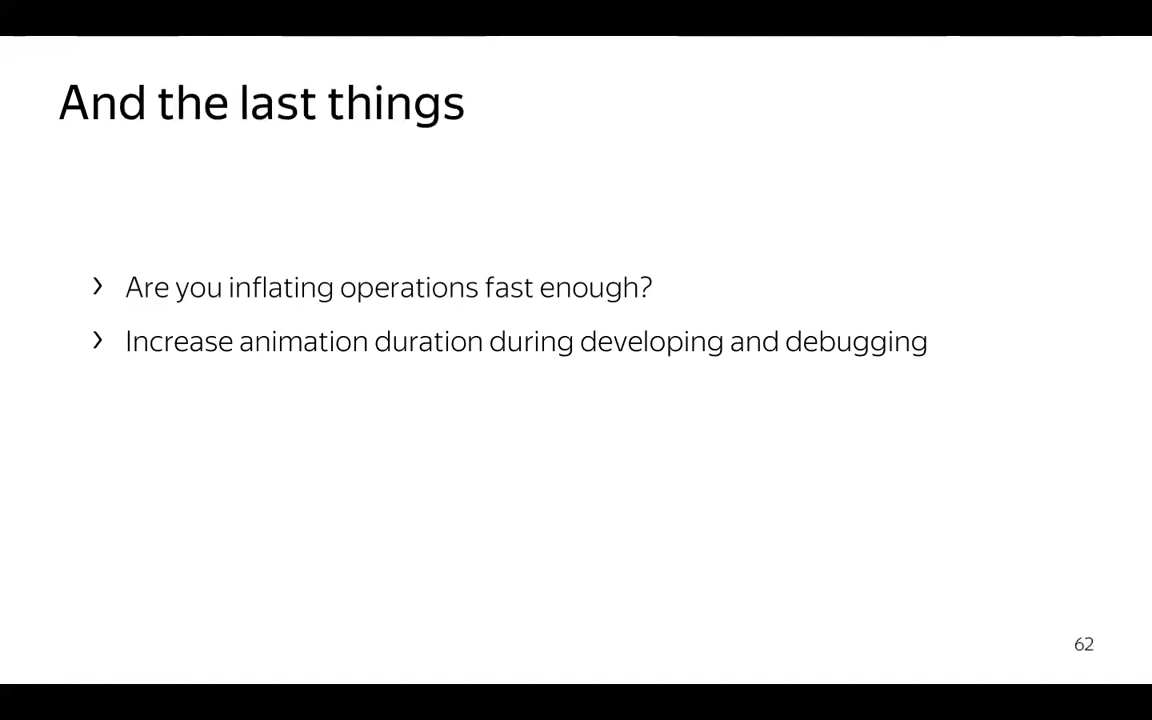 And the last things
› Are you inflating operations fast enough?
› Increase animation duration during developing and debugging
62